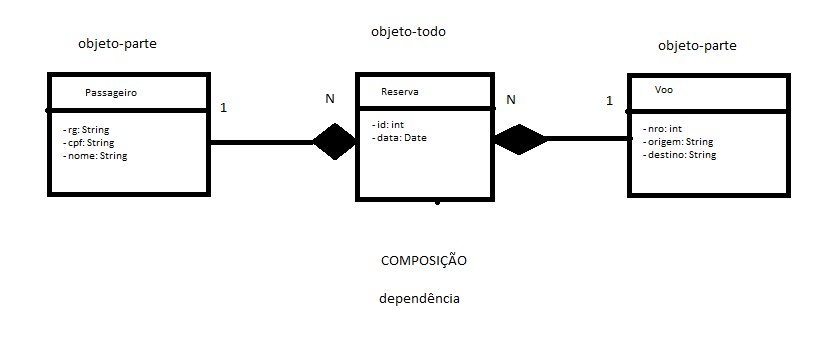 objeto-parte
objeto-todo
objeto-parte
Passageiro
1
- rg: String
- cpf: String
- nome: String
N
Reserva
N
- id: int
- data: Date
1
Voo
- nro: int
- origem: String
- destino: String
COMPOSIÇÃO
dependência